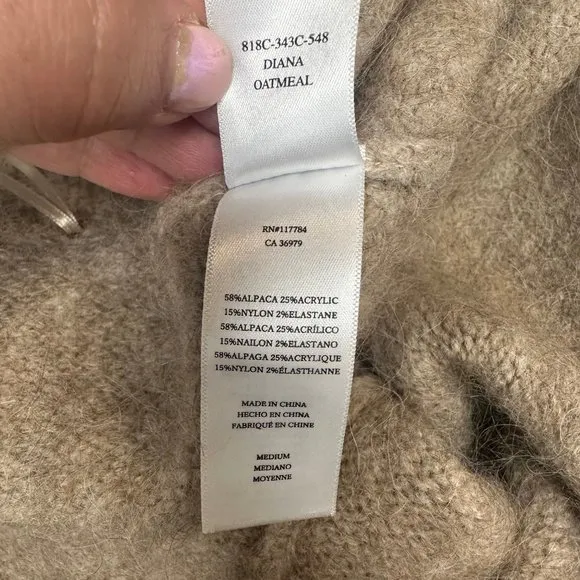 818C-343C-548
DIANA
OATMEAL
RN#117784
CA 36979
58%ALPACA 25%ACRYLIC
15%NYLON 2%ELASTANE
58%ALPACA 25%ACRÍLICO
15%NAILON 2%ELASTANO
58%ALPAGA 25%ACRYLIQUE
15%NYLON 2%ÉLASTHANNE
MADE IN CHINA
HECHO EN CHINA
FABRIQUÉ EN CHINE
MEDIUM
MEDIANO
MOYENNE